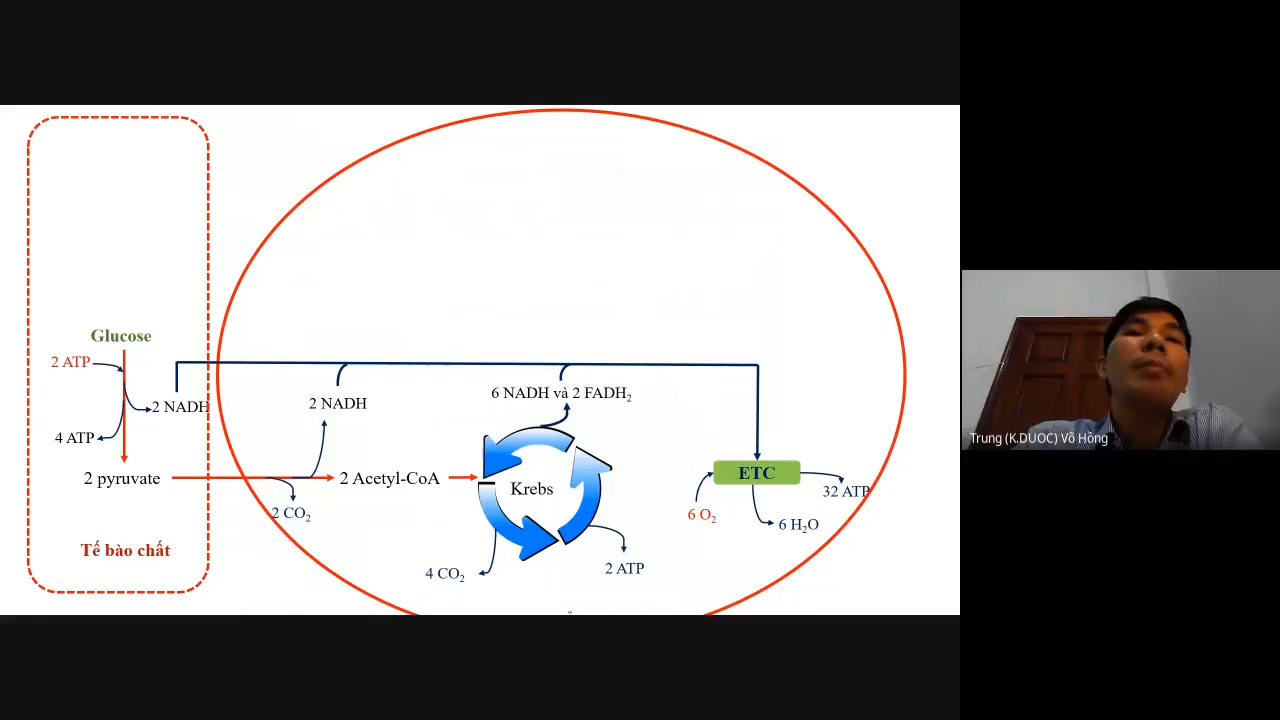 Glucose
2 ATP
2 NADH
4 ATP
2 pyruvate
Tế bào chất
2 NADH
2 CO₂
2 Acetyl-CoA
6 NADH và 2 FADH₂
Krebs
4 CO₂
2 ATP
ETC
6 O₂
32 ATP
6 H₂O
Trung (K.DUOC) Võ Hồng